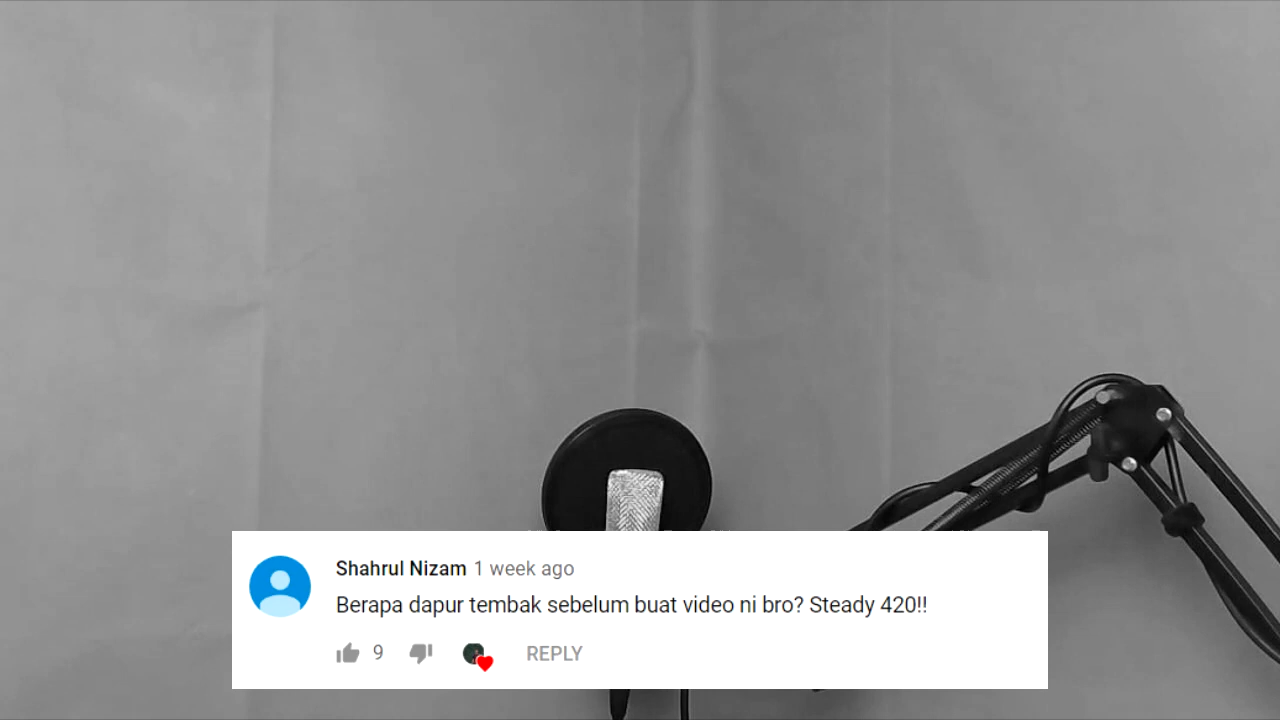 Shahrul Nizam 1 week ago
Berapa dapur tembak sebelum buat video ni bro? Steady 420!!
9 REPLY